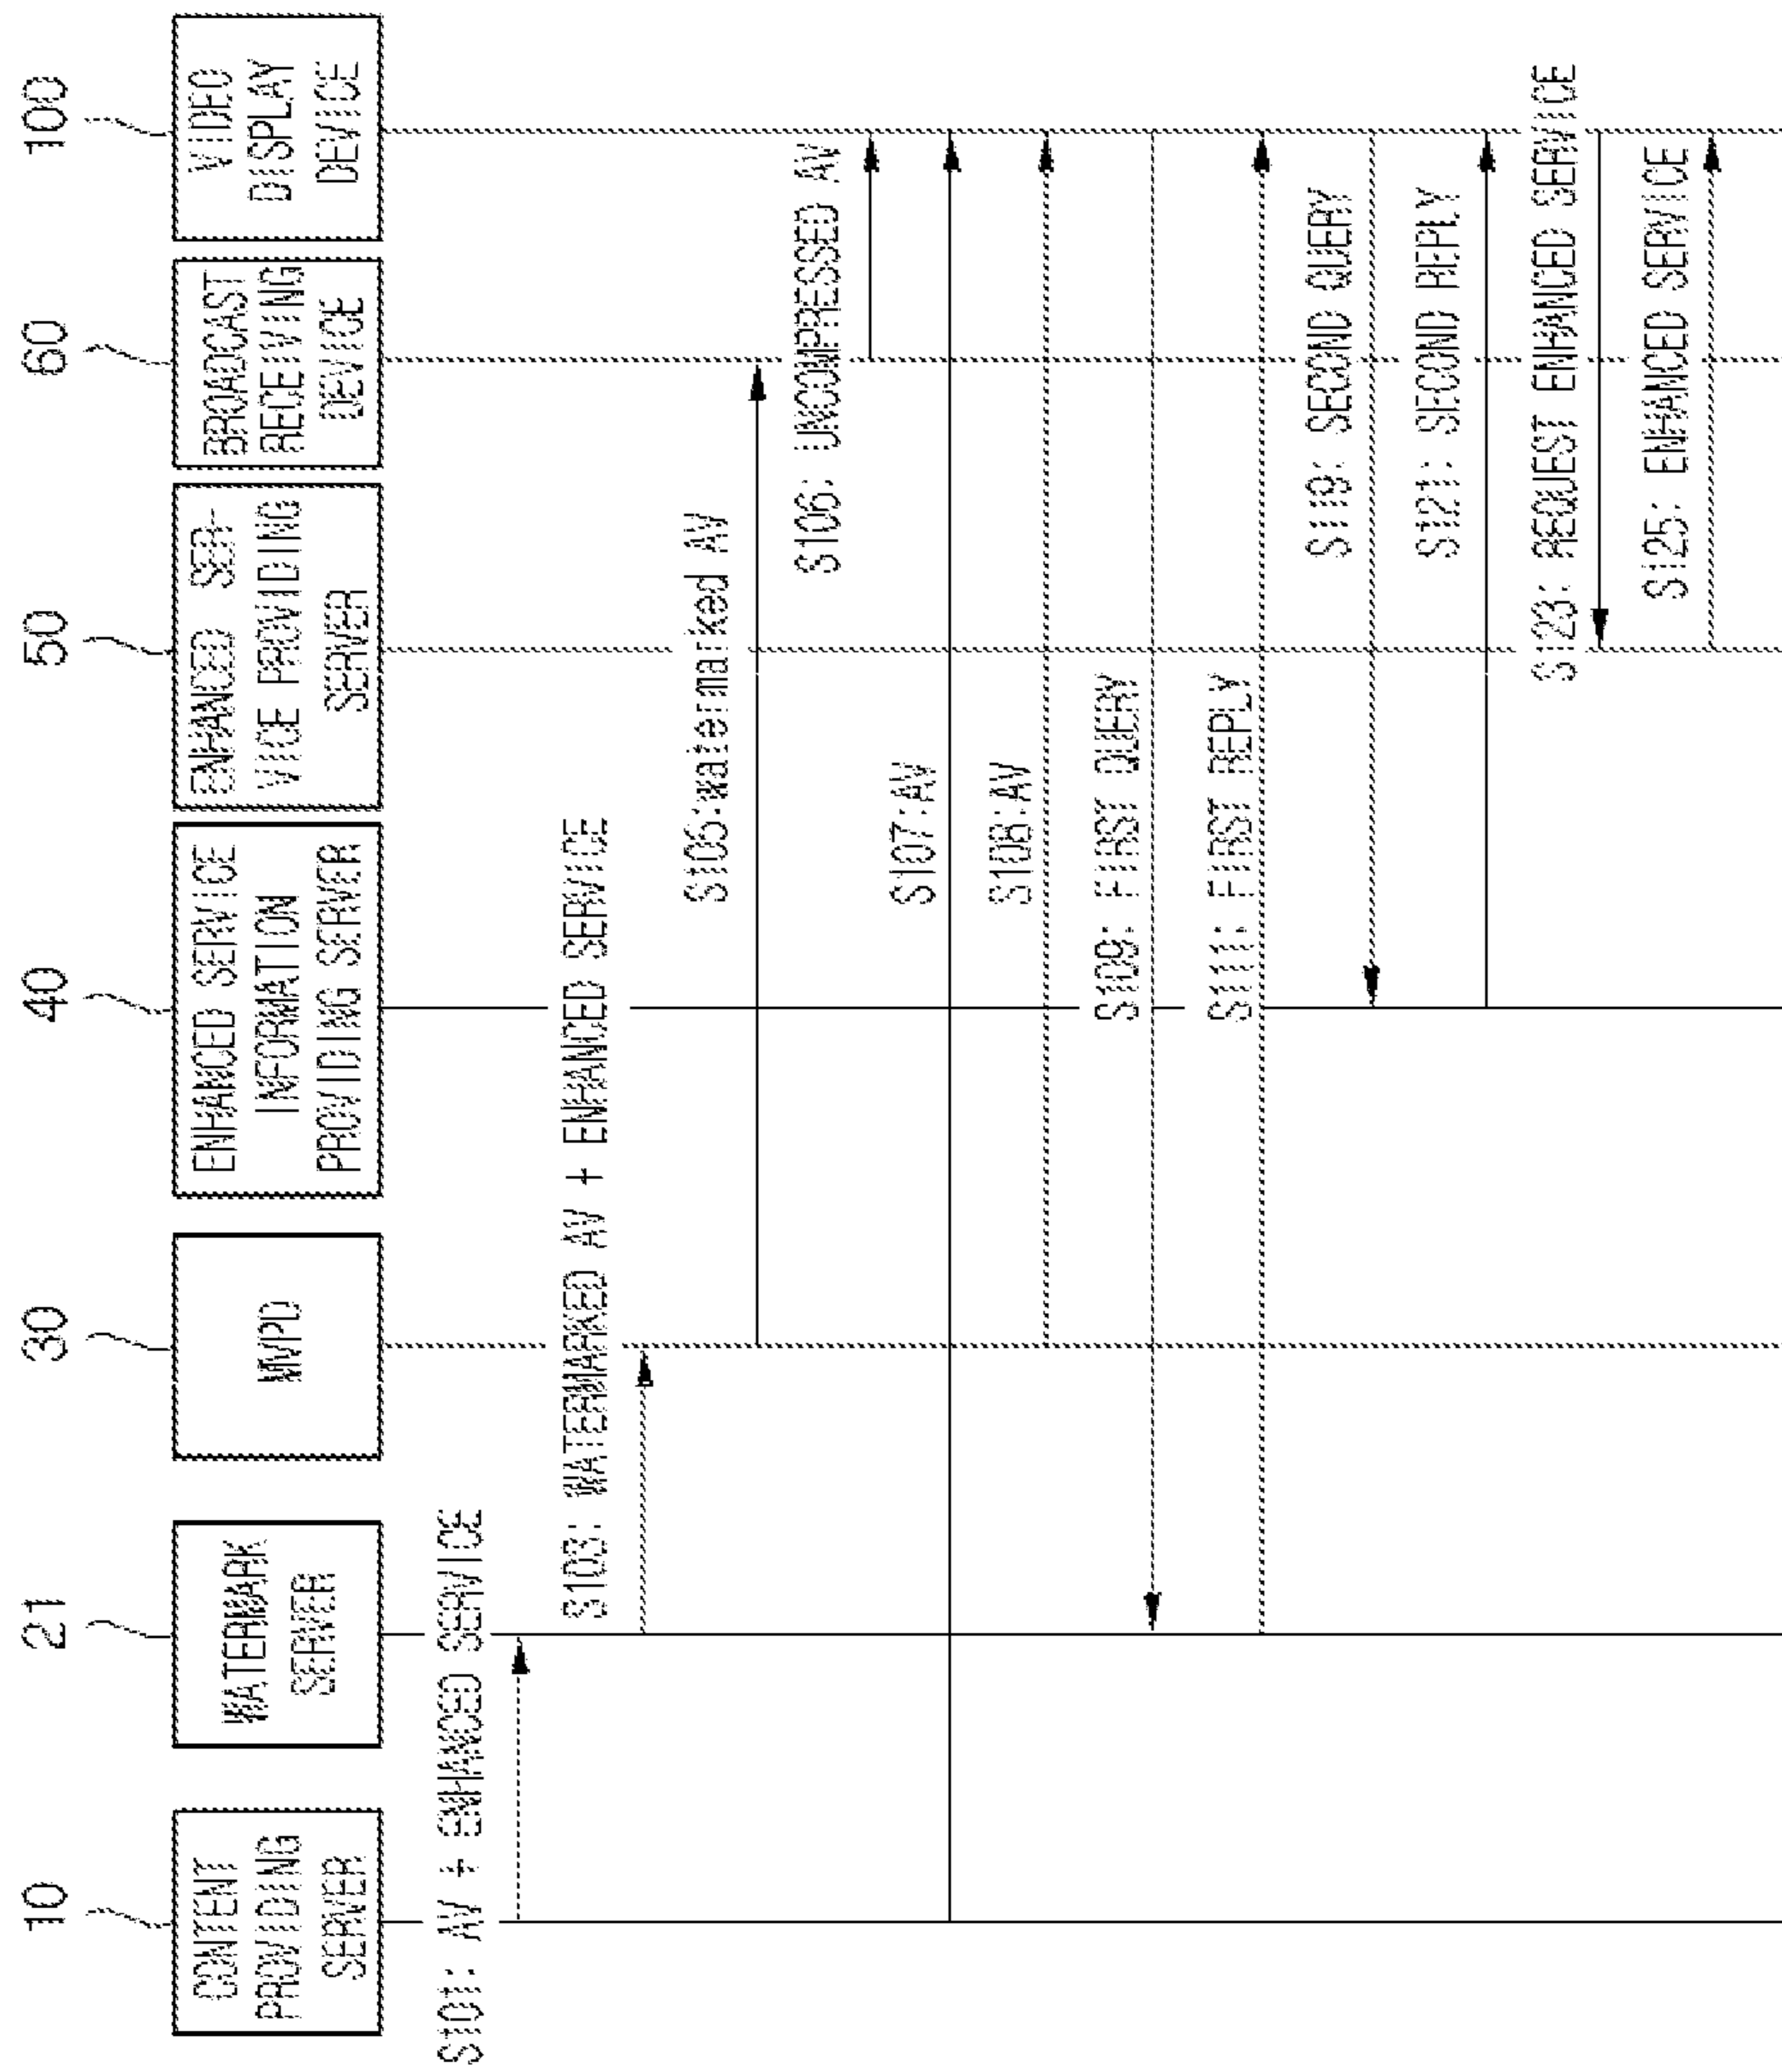 10
21
30
40
50
60
100
CONTENT
PROVIDING
SERVER
WATERMARK
SERVER
MVPD
ENHANCED SERVICE
INFORMATION
PROVIDING SERVER
ENHANCED SER-
VICE PROVIDING
SERVER
BROADCAST
RECEIVING
DEVICE
VIDEO
DISPLAY
DEVICE
S101: AV + ENHANCED SERVICE
S103: WATERMARKED AV + ENHANCED SERVICE
S105:watermarked AV
S106: UNCOMPRESSED AV
S107:AV
S108:AV
S109: FIRST QUERY
S111: FIRST REPLY
S119: SECOND QUERY
S121: SECOND REPLY
S123: REQUEST ENHANCED SERVICE
S125: ENHANCED SERVICE